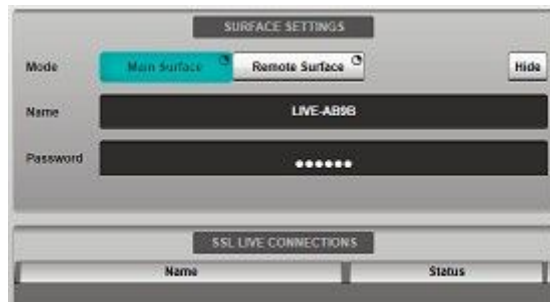 SURFACE SETTINGS
Mode Main Surface Remote Surface Hide
Name LIVE-AB9B
Password ●●●●●●
SSL LIVE CONNECTIONS
Name Status